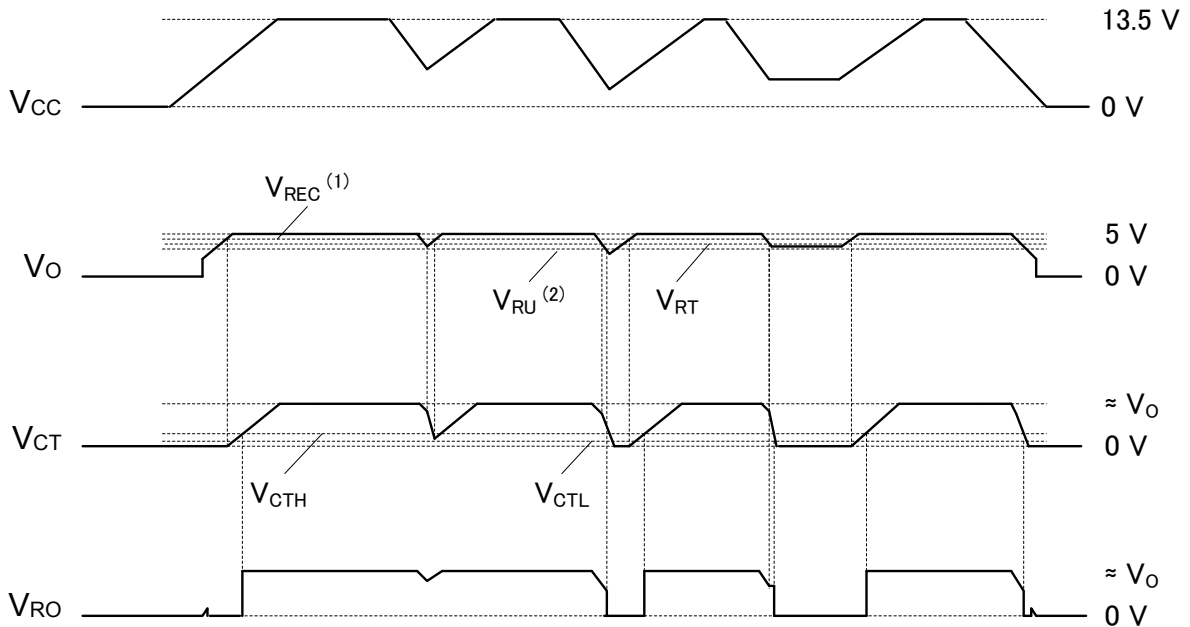 13.5 V
VCC
0 V
VREC (1)
5 V
VO
0 V
VRU (2)
VRT
≈ VO
VCT
0 V
VCTH
VCTL
≈ VO
VRO
0 V